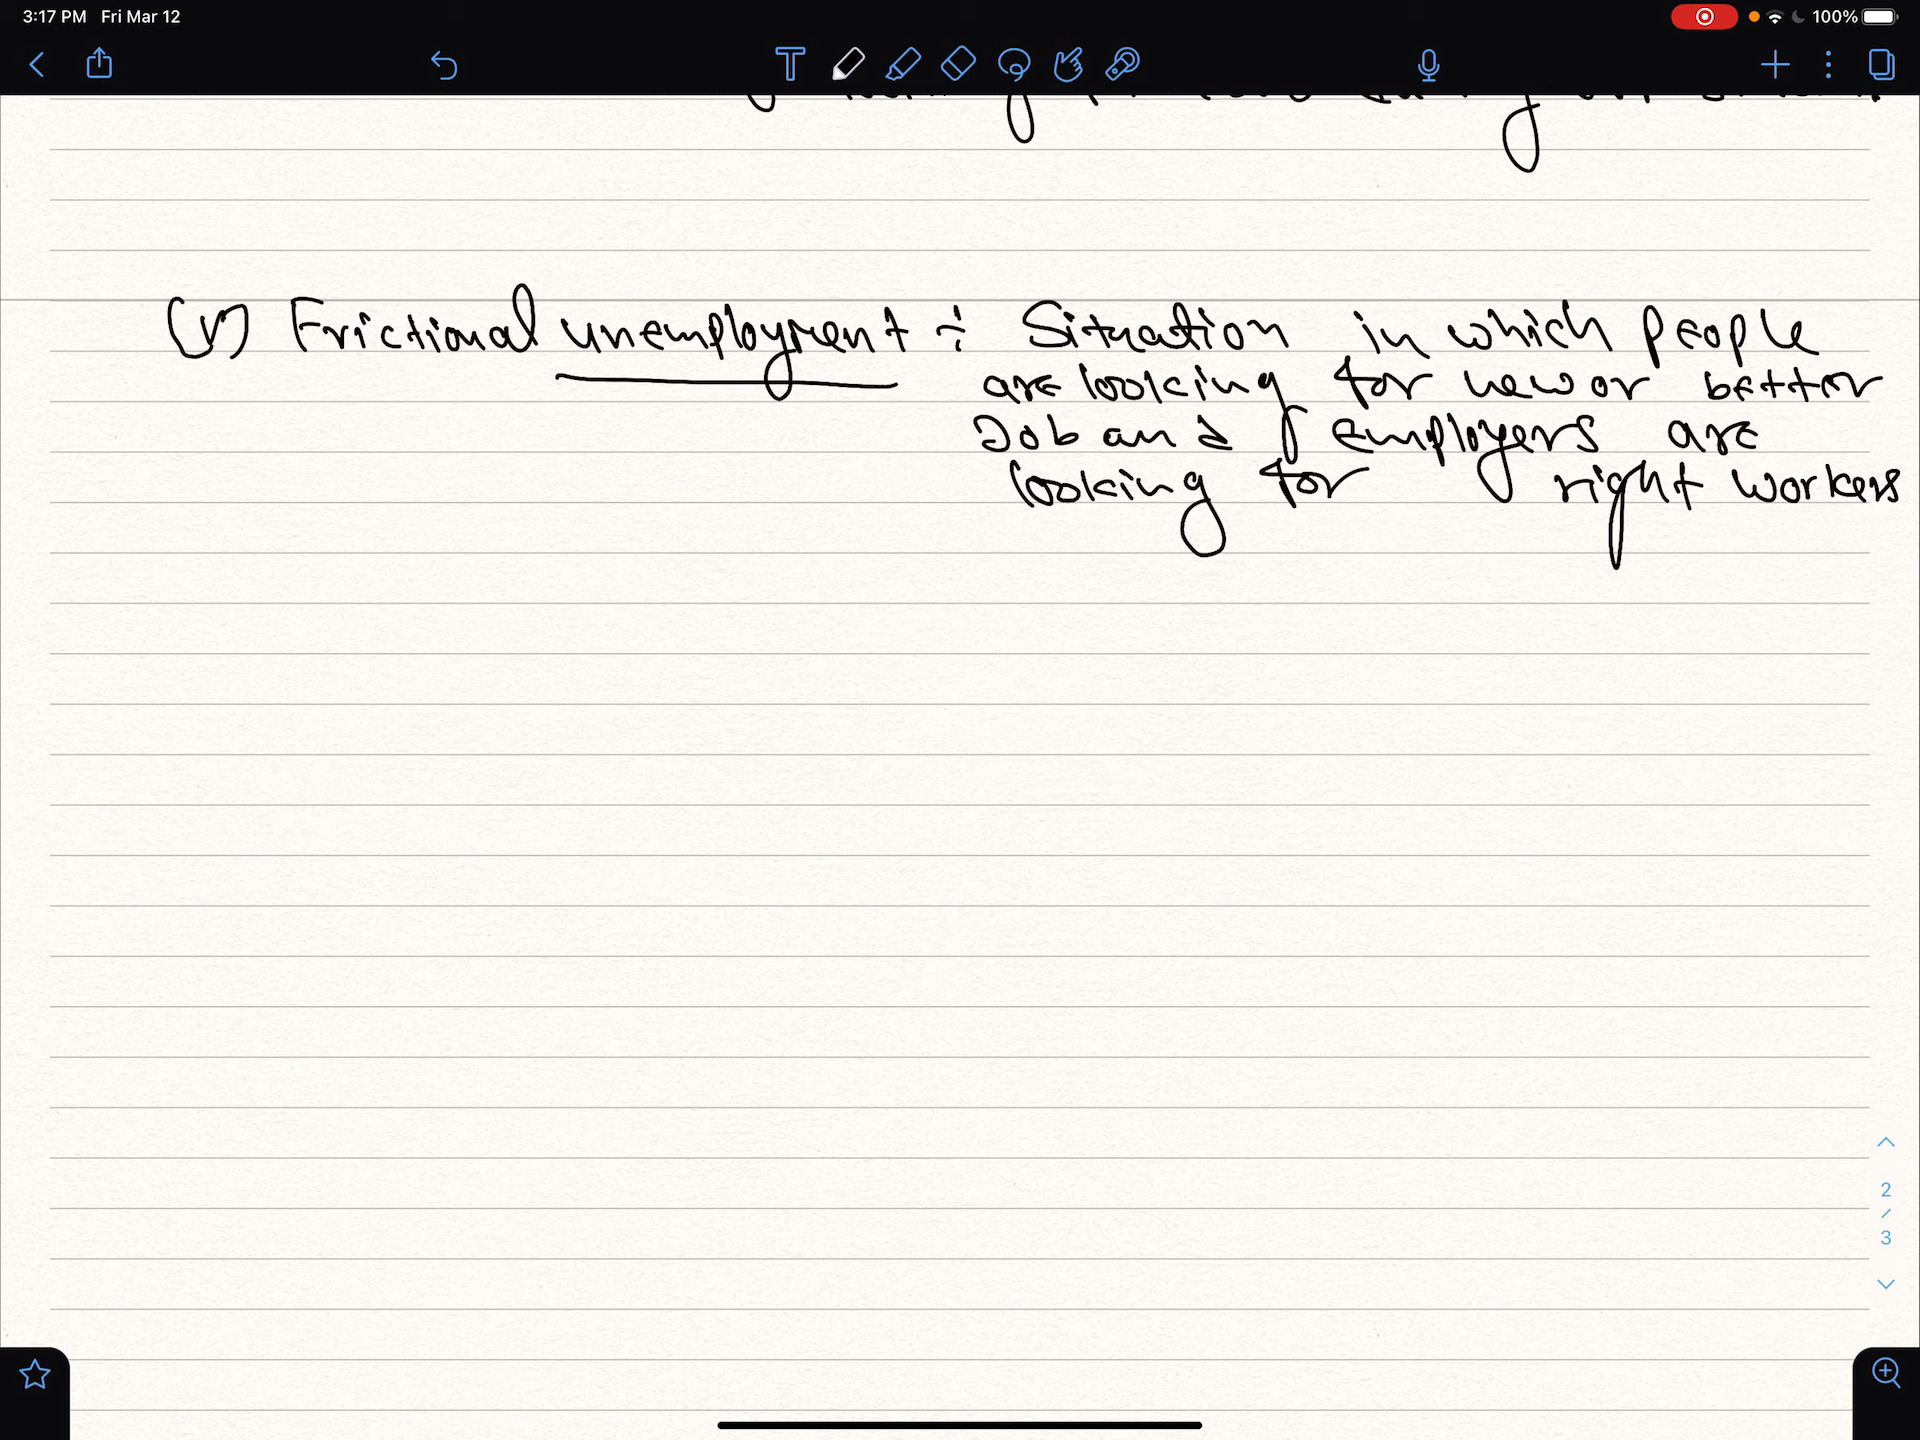 3:17 PM Fri Mar 12
100%
(V) Frictional unemployment ÷ Situation in which people
are looking for new or better
Job and employers are
looking for right workers
2
/
3